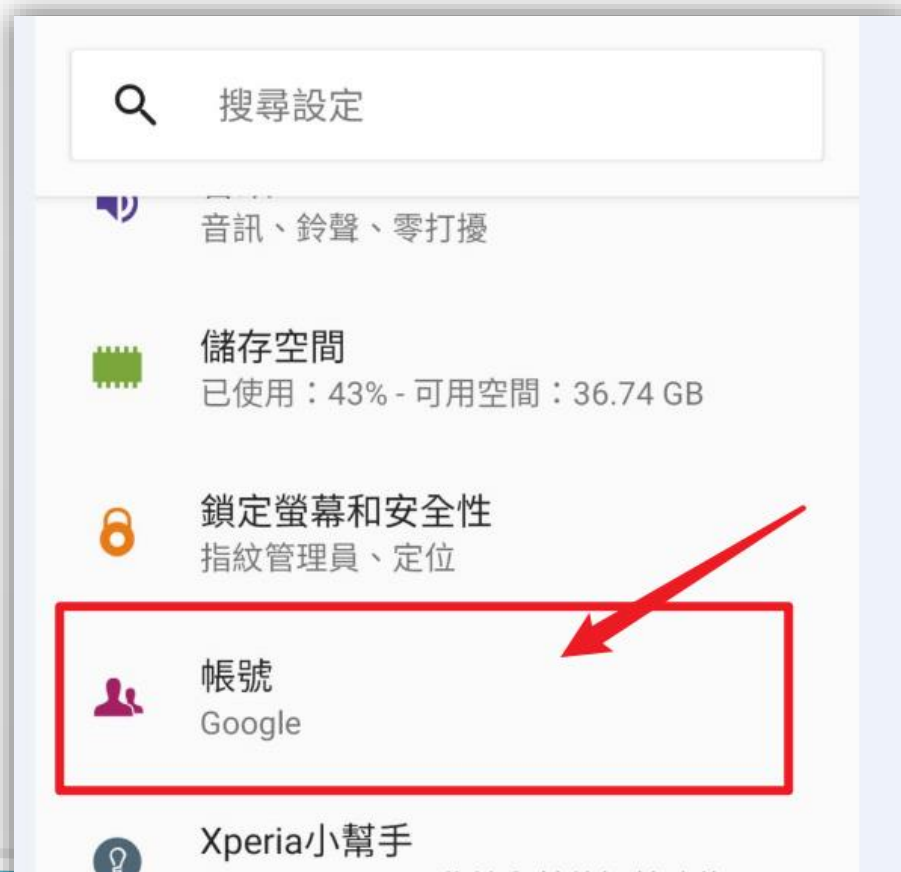 搜尋設定
音訊、鈴聲、零打擾
儲存空間
已使用：43% - 可用空間：36.74 GB
鎖定螢幕和安全性
指紋管理員、定位
帳號
Google
Xperia小幫手